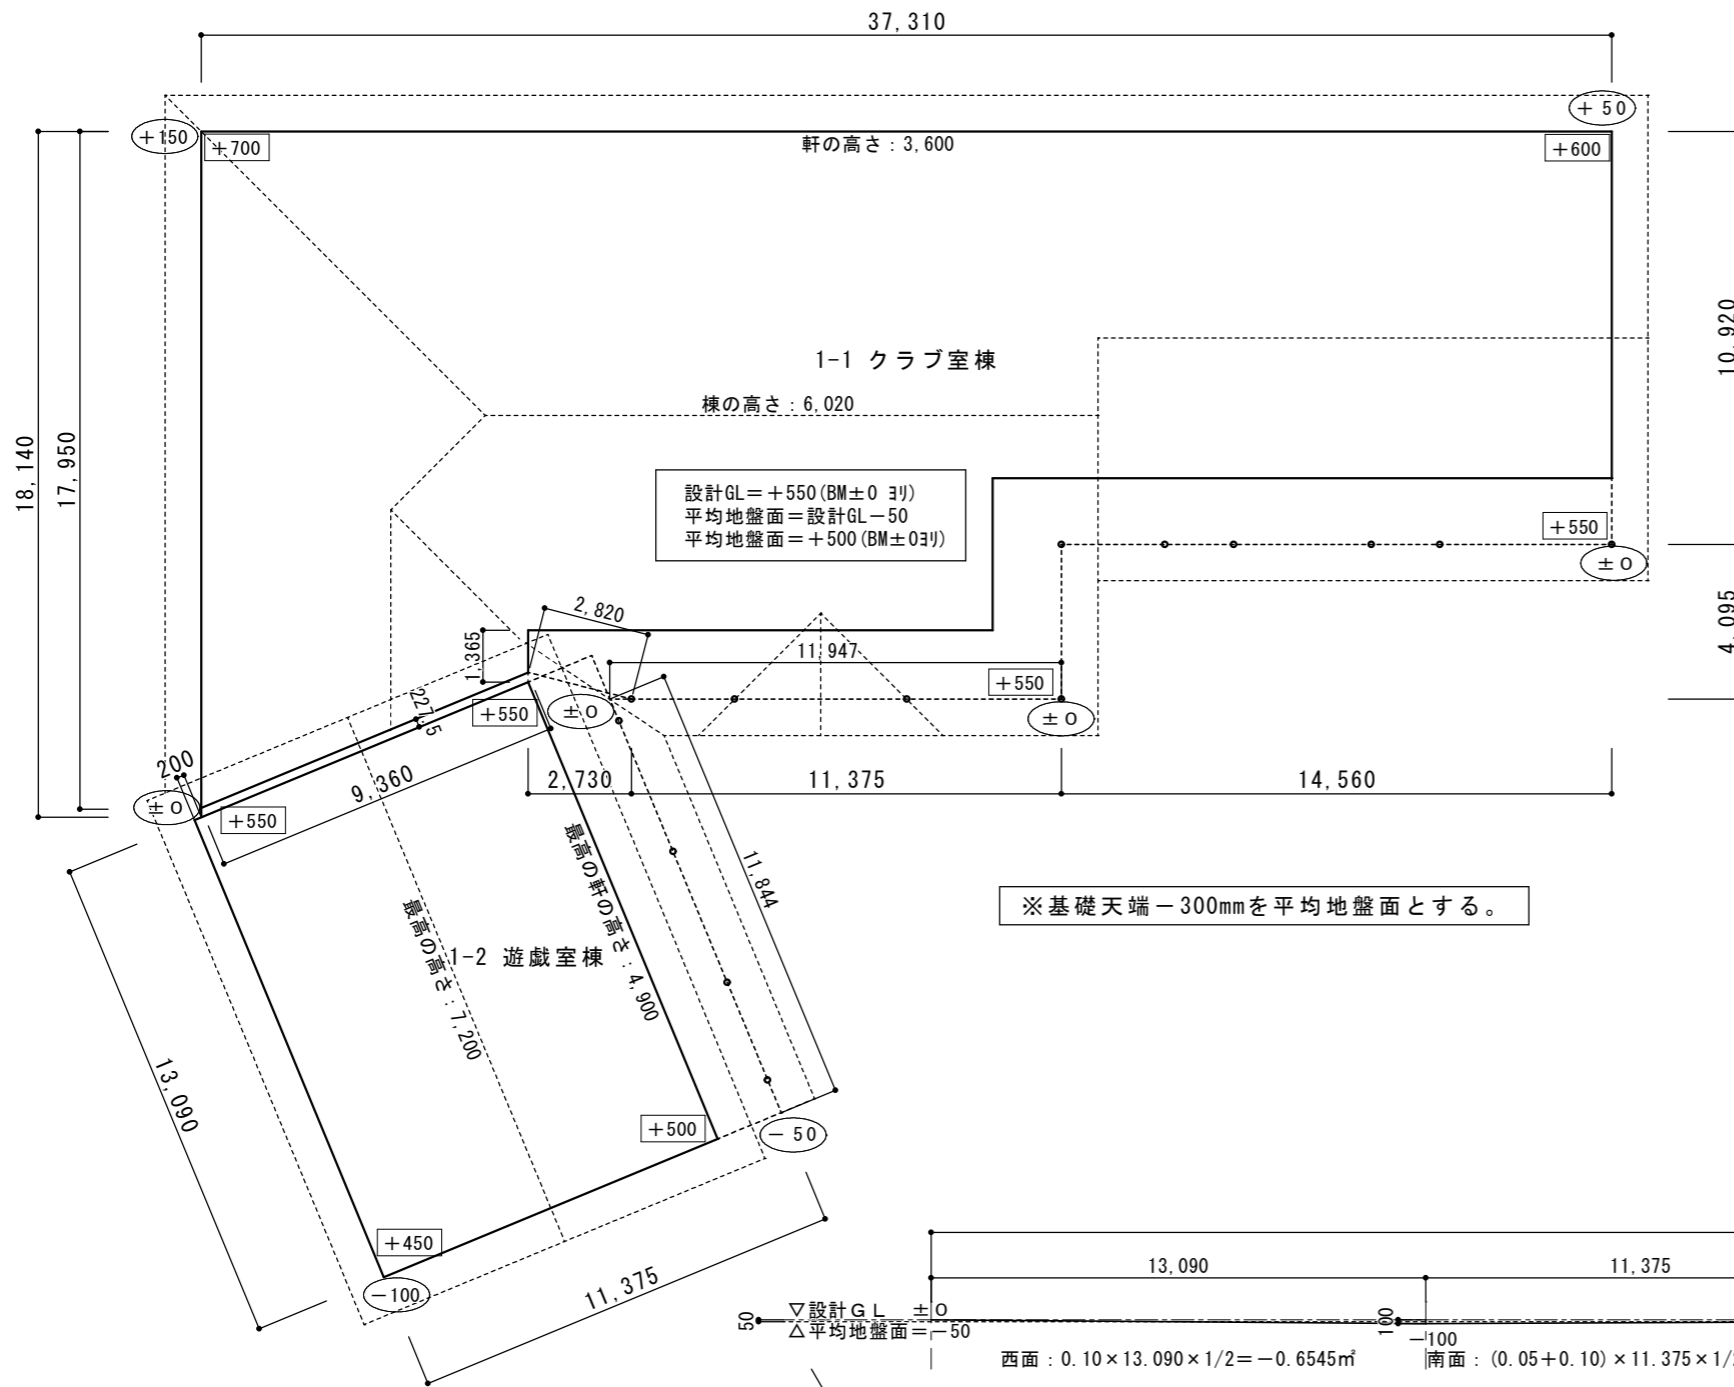 37,310
+150
+700
軒の高さ：3,600
+ 50
+600
10,920
18,140
17,950
1-1 クラブ室棟
棟の高さ：6,020
設計GL＝＋550(BM±0 ﾖﾘ)
平均地盤面＝設計GL－50
平均地盤面＝＋500(BM±0ﾖﾘ)
+550
±0
4,095
2,820
1,365
11,947
+550
±0
+550
±0
227.5
200
9,360
2,730
11,375
14,560
±0
+550
11,844
最高の軒の高さ：4,900
最高の高さ：7,200
1-2 遊戯室棟
※基礎天端－300mmを平均地盤面とする。
13,090
+500
－50
+450
－100
11,375
13,090
11,375
50
▽設計ＧＬ ±0
△平均地盤面＝－50
100
－100
西面：0.10×13.090×1/2＝－0.6545㎡
南面：(0.05＋0.10)×11.375×1/